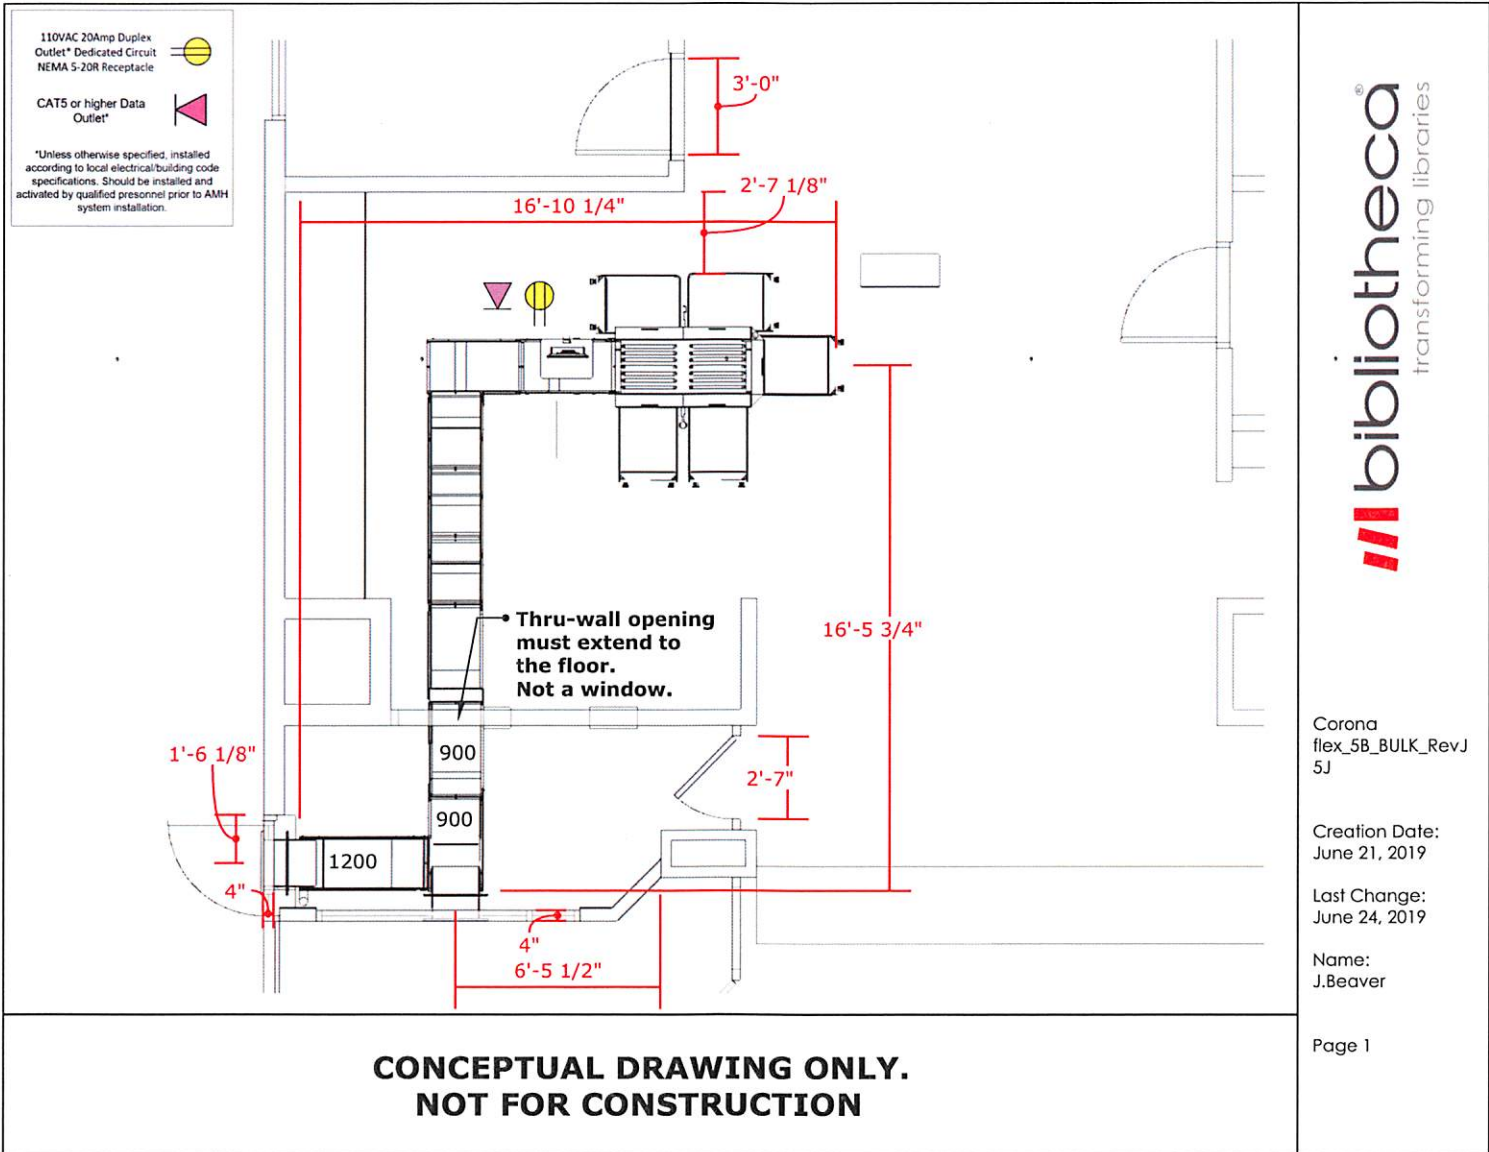 110VAC 20Amp Duplex
Outlet* Dedicated Circuit
NEMA 5-20R Receptacle
CAT5 or higher Data
Outlet*
*Unless otherwise specified, installed
according to local electrical/building code
specifications. Should be installed and
activated by qualified presonnel prior to AMH
system installation.
3'-0"
2'-7 1/8"
16'-10 1/4"
16'-5 3/4"
Thru-wall opening
must extend to
the floor.
Not a window.
900
1'-6 1/8"
2'-7"
900
1200
4"
4"
6'-5 1/2"
CONCEPTUAL DRAWING ONLY.
NOT FOR CONSTRUCTION
bibliotheca®
transforming libraries
Corona
flex_5B_BULK_RevJ
5J
Creation Date:
June 21, 2019
Last Change:
June 24, 2019
Name:
J.Beaver
Page 1